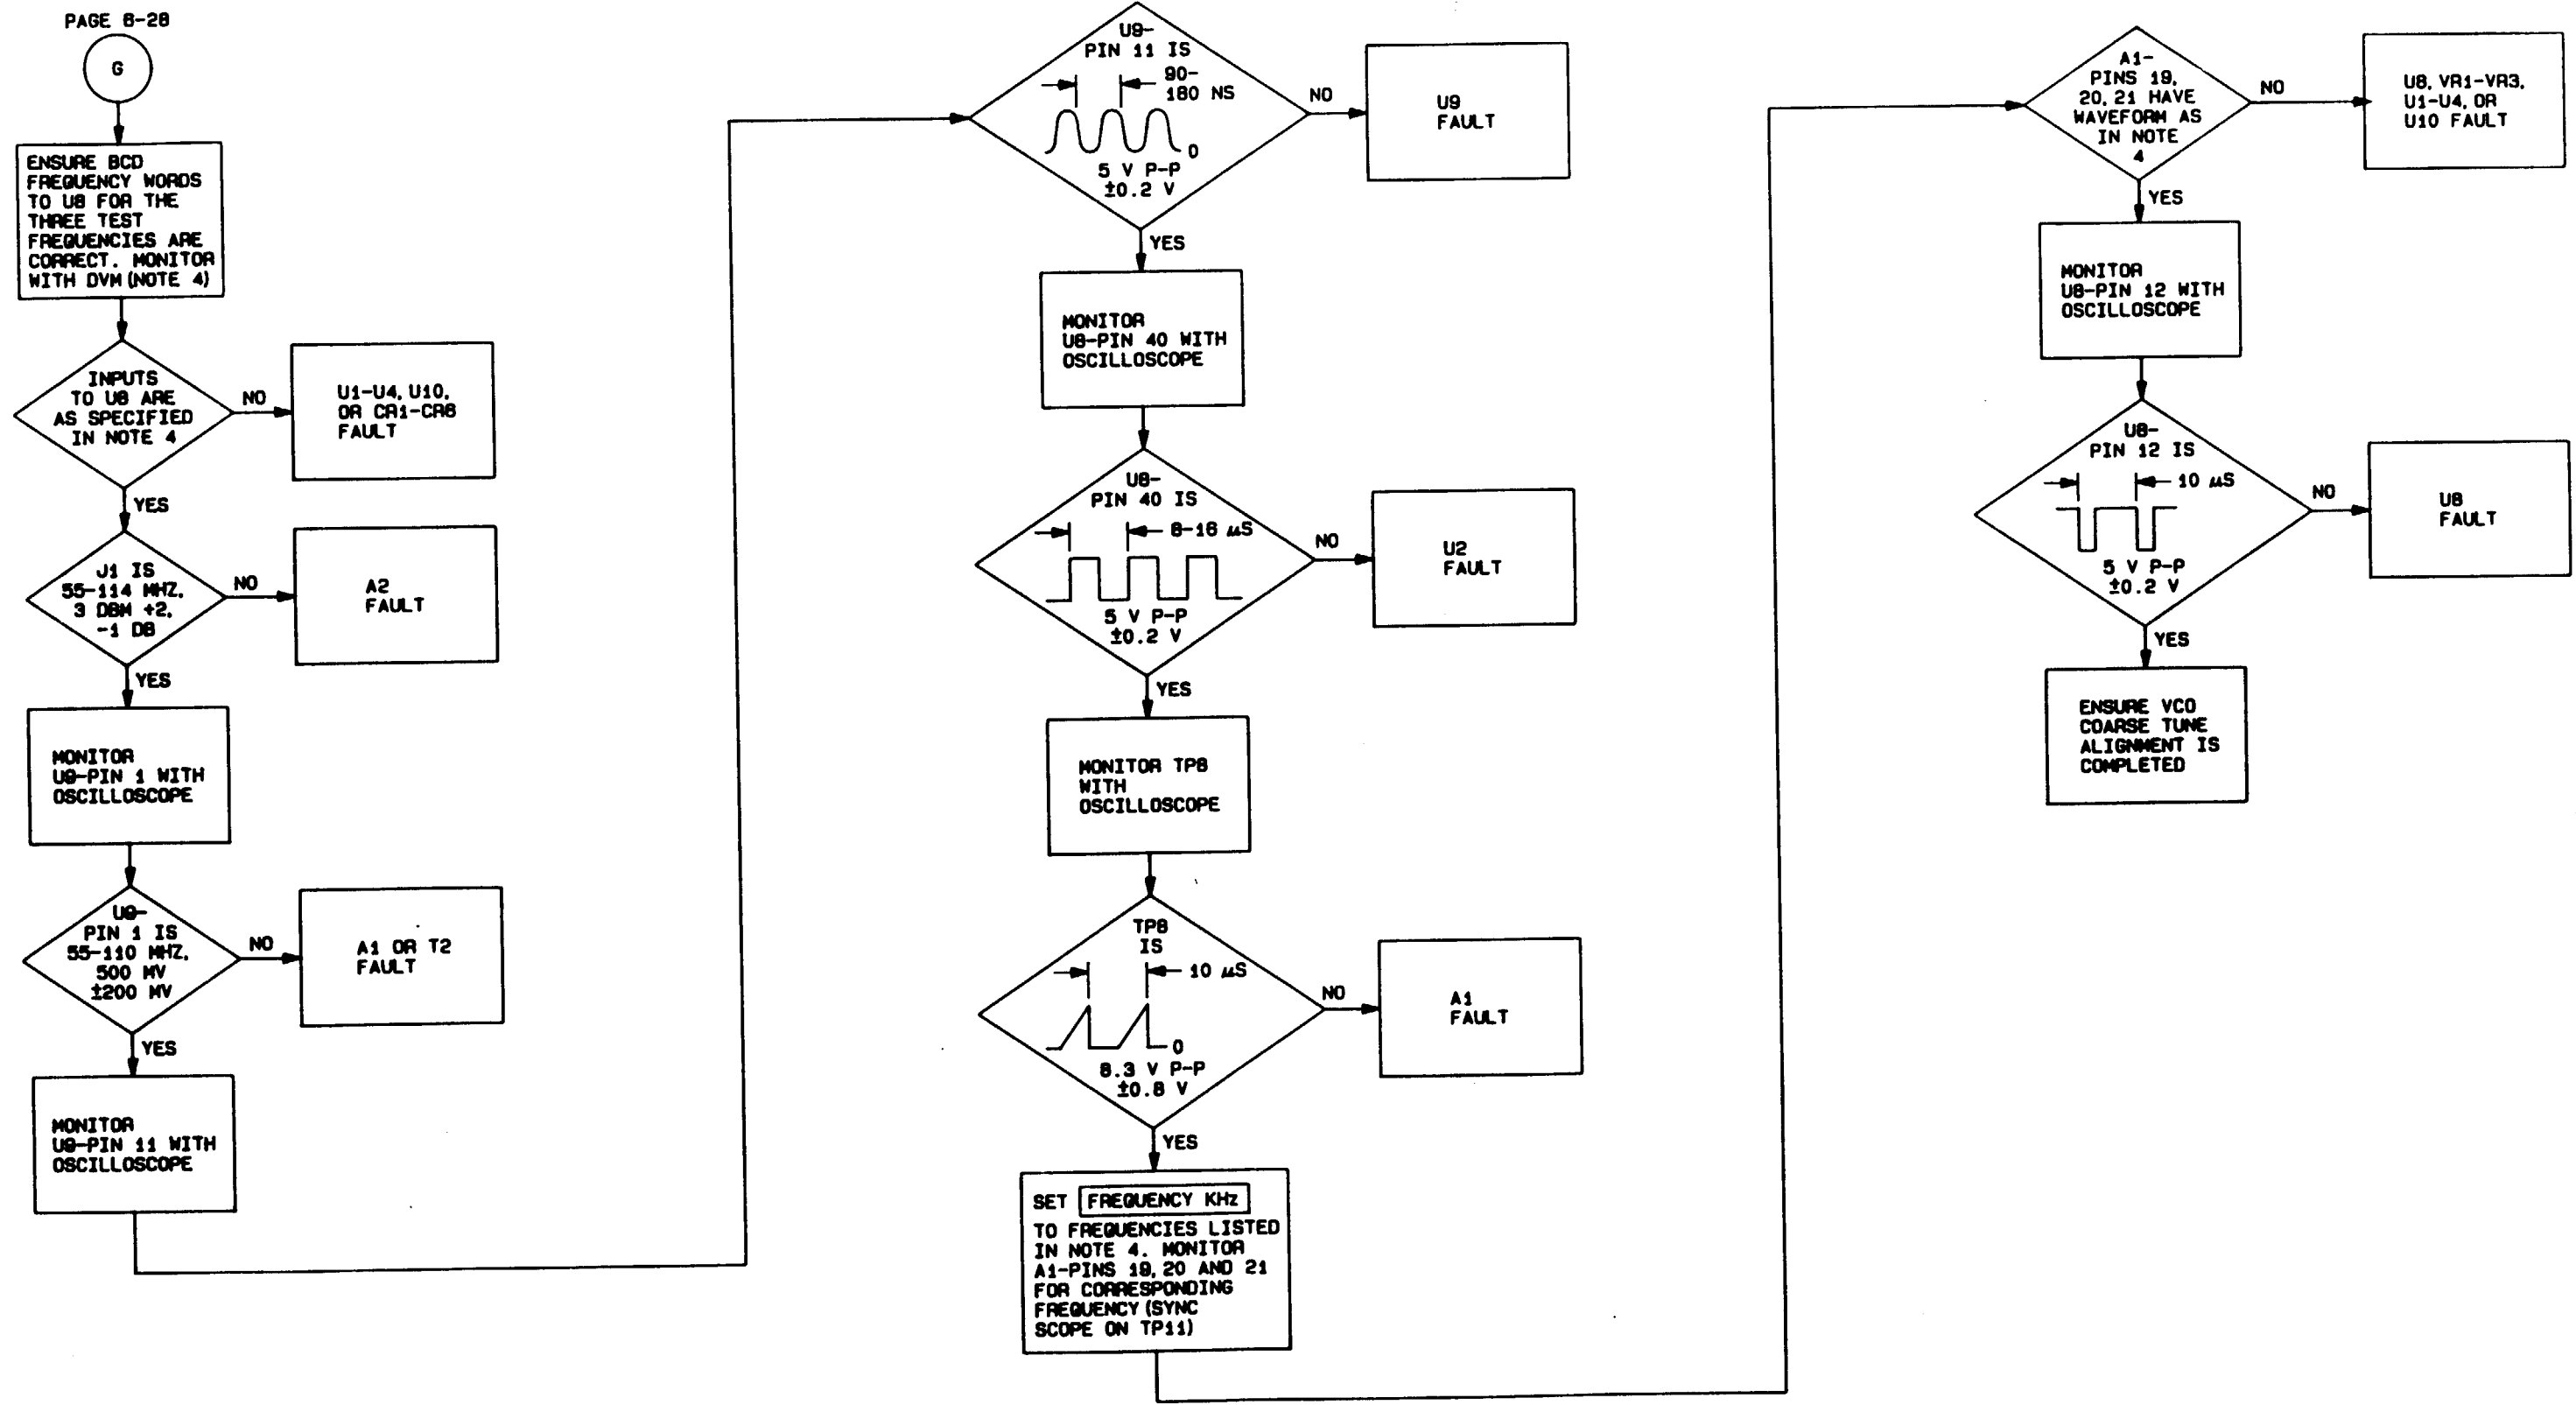 PAGE 6-28
G
ENSURE BCD
FREQUENCY WORDS
TO U8 FOR THE
THREE TEST
FREQUENCIES ARE
CORRECT. MONITOR
WITH DVM (NOTE 4)
INPUTS
TO U8 ARE
AS SPECIFIED
IN NOTE 4
NO
U1-U4, U10,
OR CR1-CR6
FAULT
YES
J1 IS
55-114 MHZ,
3 DBM +2,
-1 DB
NO
A2
FAULT
YES
MONITOR
U9-PIN 1 WITH
OSCILLOSCOPE
U9-
PIN 1 IS
55-110 MHZ,
500 MV
±200 MV
NO
A1 OR T2
FAULT
YES
MONITOR
U9-PIN 11 WITH
OSCILLOSCOPE
U9-
PIN 11 IS
90-
180 NS
0
5 V P-P
±0.2 V
NO
U9
FAULT
YES
MONITOR
U8-PIN 40 WITH
OSCILLOSCOPE
U8-
PIN 40 IS
8-16 µS
5 V P-P
±0.2 V
NO
U2
FAULT
YES
MONITOR TP8
WITH
OSCILLOSCOPE
TP8
IS
10 µS
0
8.3 V P-P
±0.8 V
NO
A1
FAULT
YES
SET FREQUENCY KHz
TO FREQUENCIES LISTED
IN NOTE 4. MONITOR
A1-PINS 19, 20 AND 21
FOR CORRESPONDING
FREQUENCY (SYNC
SCOPE ON TP11)
A1-
PINS 19,
20, 21 HAVE
WAVEFORM AS
IN NOTE
4
NO
U8, VR1-VR3,
U1-U4, OR
U10 FAULT
YES
MONITOR
U8-PIN 12 WITH
OSCILLOSCOPE
U8-
PIN 12 IS
10 µS
5 V P-P
±0.2 V
NO
U8
FAULT
YES
ENSURE VCO
COARSE TUNE
ALIGNMENT IS
COMPLETED